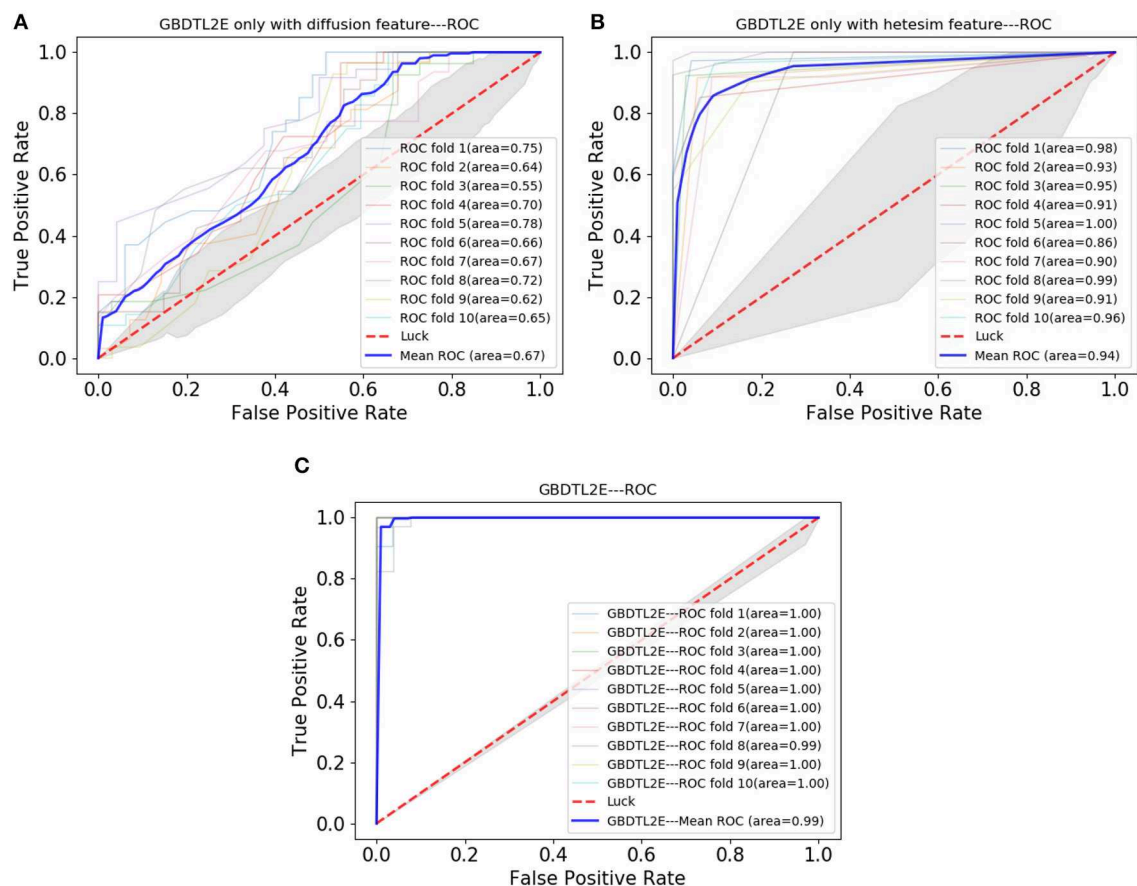 A
GBDTL2E only with diffusion feature---ROC
True Positive Rate
1.0
0.8
0.6
0.4
0.2
0.0
ROC fold 1(area=0.75)
ROC fold 2(area=0.64)
ROC fold 3(area=0.55)
ROC fold 4(area=0.70)
ROC fold 5(area=0.78)
ROC fold 6(area=0.66)
ROC fold 7(area=0.67)
ROC fold 8(area=0.72)
ROC fold 9(area=0.62)
ROC fold 10(area=0.65)
Luck
Mean ROC (area=0.67)
0.0 0.2 0.4 0.6 0.8 1.0
False Positive Rate
B
GBDTL2E only with hetesim feature---ROC
True Positive Rate
1.0
0.8
0.6
0.4
0.2
0.0
ROC fold 1(area=0.98)
ROC fold 2(area=0.93)
ROC fold 3(area=0.95)
ROC fold 4(area=0.91)
ROC fold 5(area=1.00)
ROC fold 6(area=0.86)
ROC fold 7(area=0.90)
ROC fold 8(area=0.99)
ROC fold 9(area=0.91)
ROC fold 10(area=0.96)
Luck
Mean ROC (area=0.94)
0.0 0.2 0.4 0.6 0.8 1.0
False Positive Rate
C
GBDTL2E---ROC
True Positive Rate
1.0
0.8
0.6
0.4
0.2
0.0
GBDTL2E---ROC fold 1(area=1.00)
GBDTL2E---ROC fold 2(area=1.00)
GBDTL2E---ROC fold 3(area=1.00)
GBDTL2E---ROC fold 4(area=1.00)
GBDTL2E---ROC fold 5(area=1.00)
GBDTL2E---ROC fold 6(area=1.00)
GBDTL2E---ROC fold 7(area=1.00)
GBDTL2E---ROC fold 8(area=0.99)
GBDTL2E---ROC fold 9(area=1.00)
GBDTL2E---ROC fold 10(area=1.00)
Luck
GBDTL2E---Mean ROC (area=0.99)
0.0 0.2 0.4 0.6 0.8 1.0
False Positive Rate